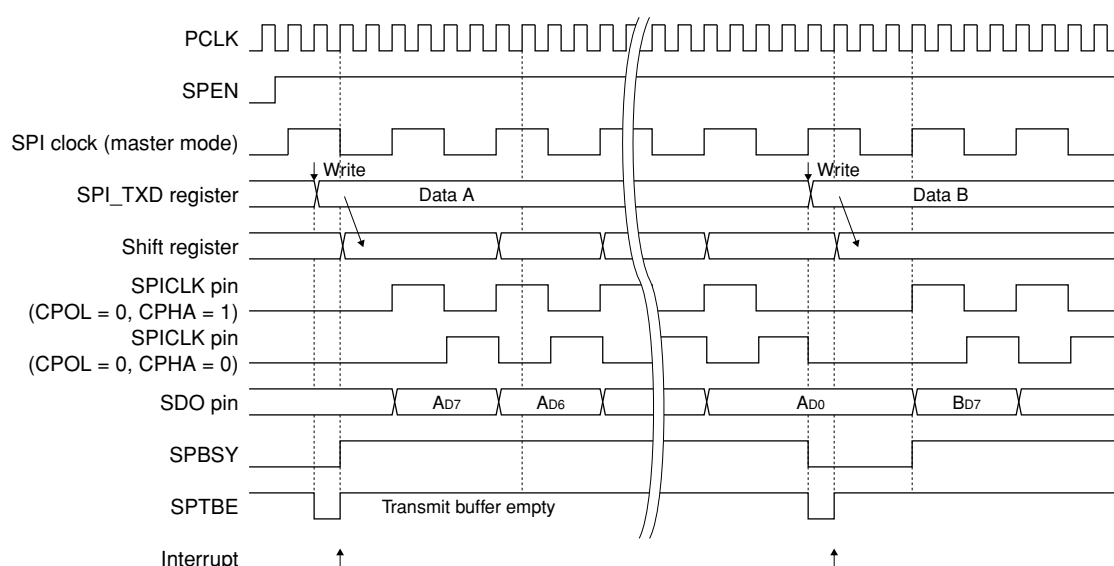 PCLK
SPEN
SPI clock (master mode)
Write Write
SPI_TXD register Data A Data B
Shift register
SPICLK pin
(CPOL = 0, CPHA = 1)
SPICLK pin
(CPOL = 0, CPHA = 0)
SDO pin AD7 AD6 AD0 BD7
SPBSY
SPTBE Transmit buffer empty
Interrupt